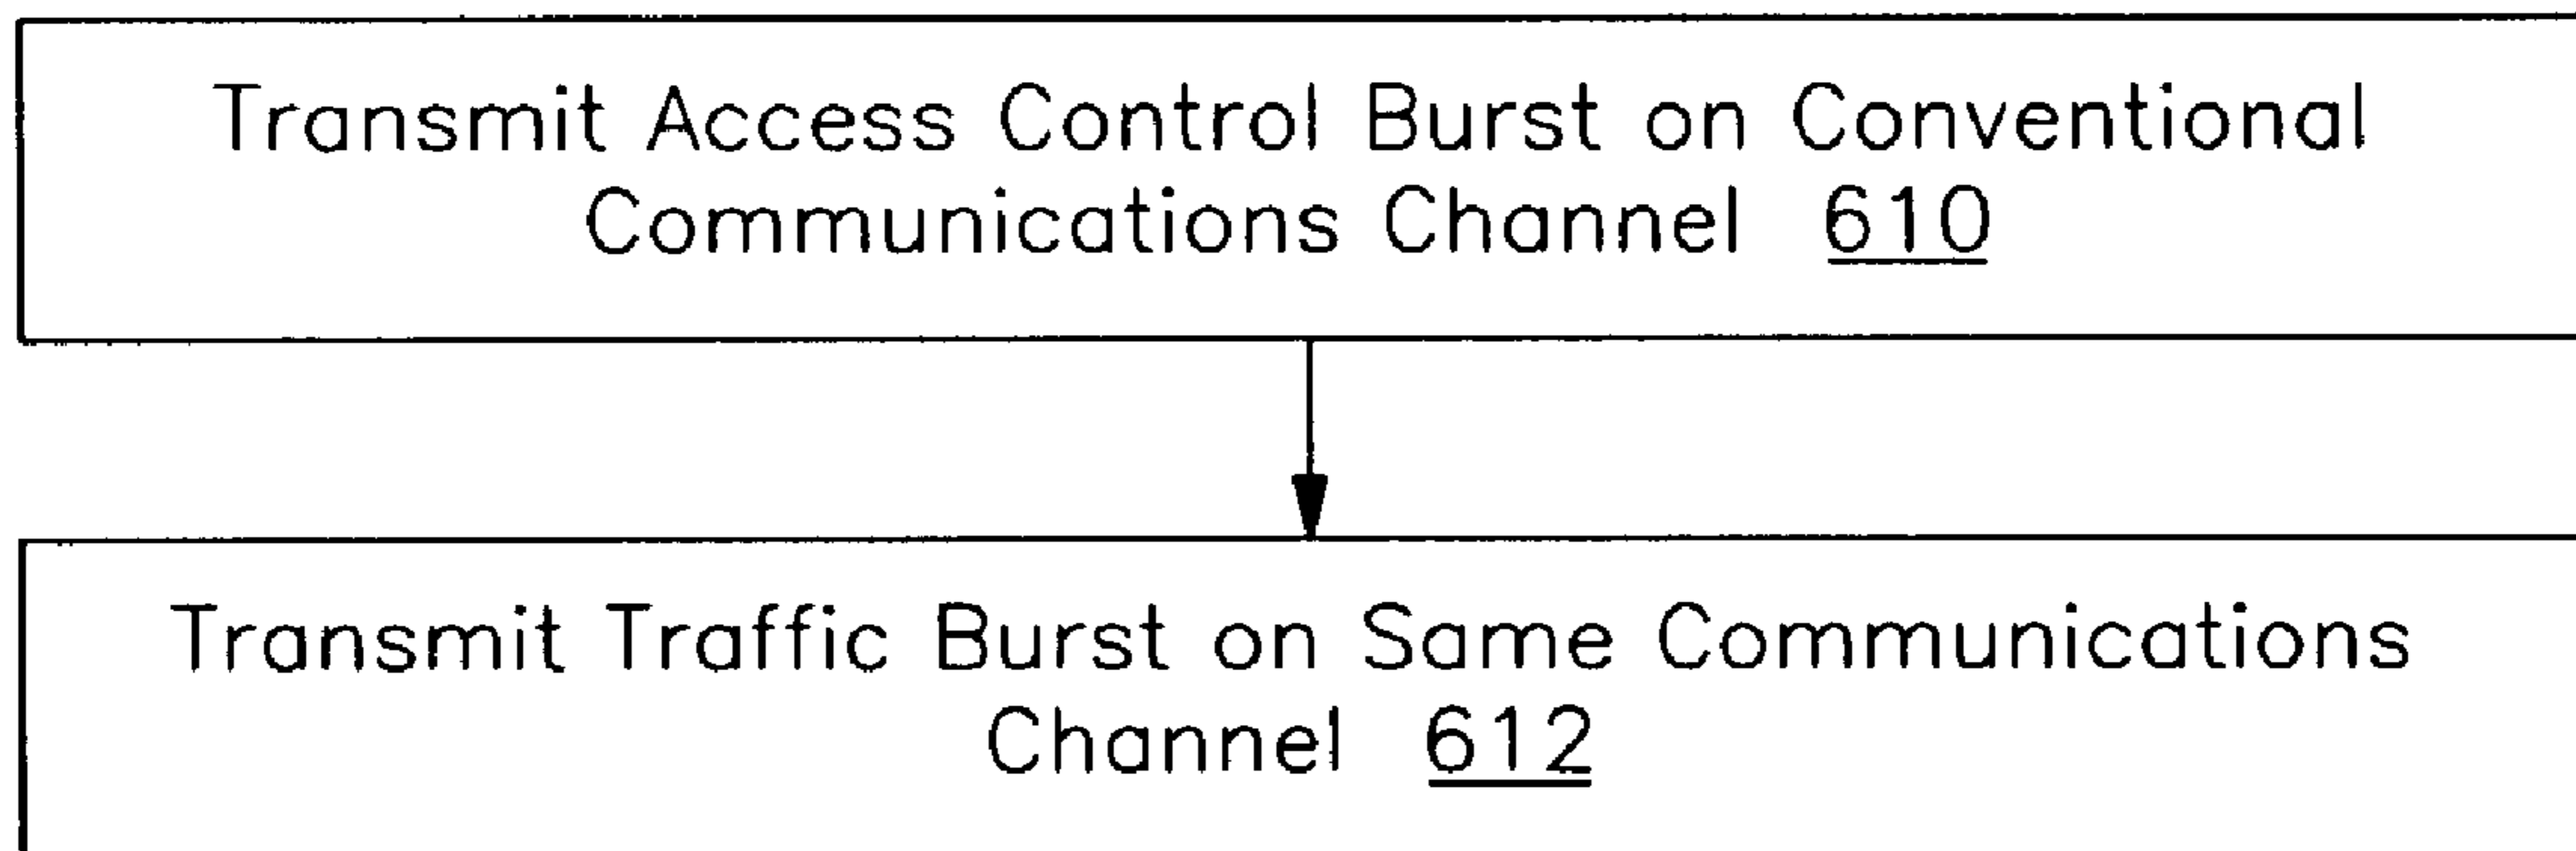 Transmit Access Control Burst on Conventional
Communications Channel 610
Transmit Traffic Burst on Same Communications
Channel 612